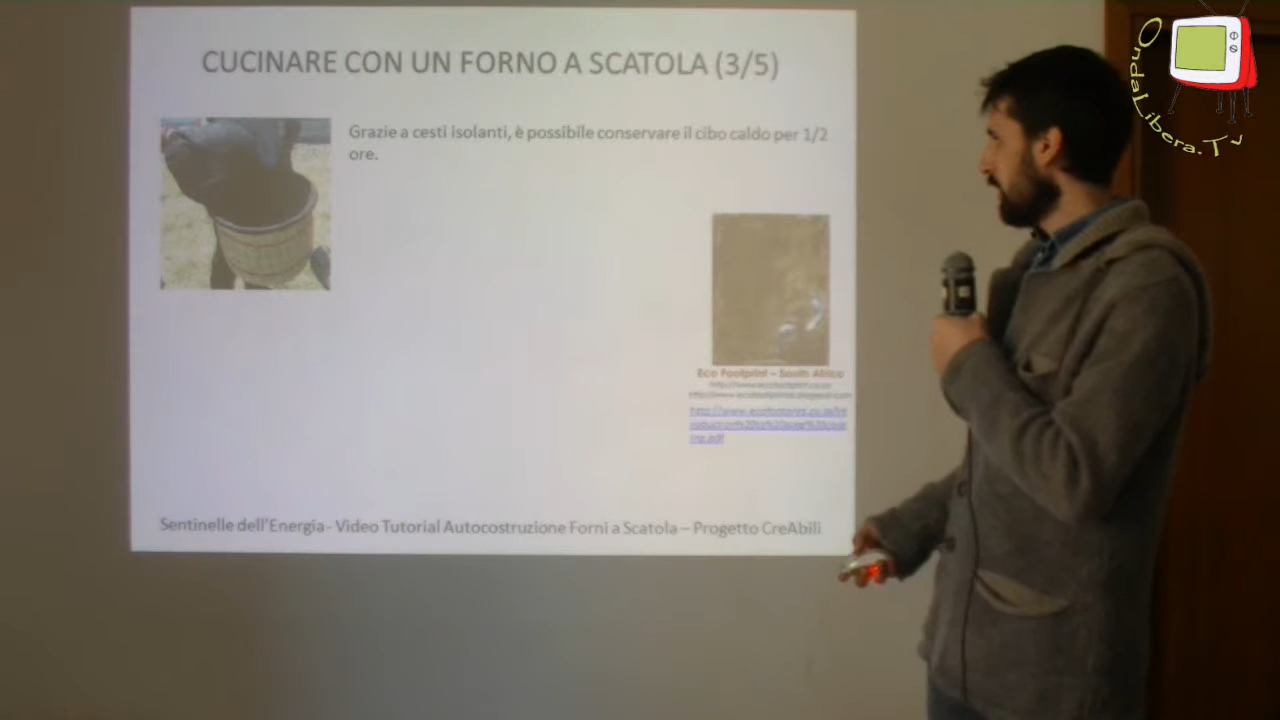 CUCINARE CON UN FORNO A SCATOLA (3/5)
Grazie a cesti isolanti, è possibile conservare il cibo caldo per 1/2
ore.
Eco Footprint – South Africa
Sentinelle dell'Energia- Video Tutorial Autocostruzione Forni a Scatola – Progetto CreAbili
OndaLibera.Tv